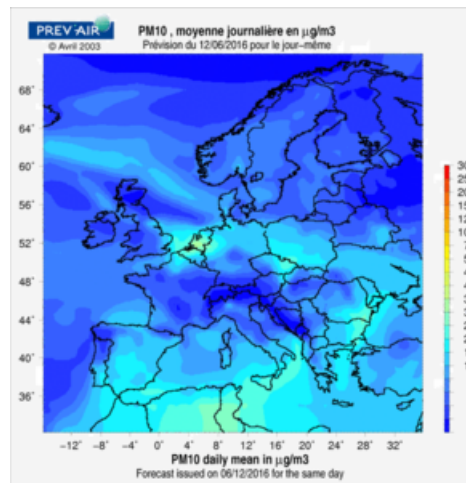 PREV'AIR
© Avril 2003
PM10 , moyenne journalière en µg/m3
Prévision du 12/06/2016 pour le jour–même
68°
64°
60°
56°
52°
48°
44°
40°
36°
−12° −8° −4° 0° 4° 8° 12° 16° 20° 24° 28° 32°
PM10 daily mean in µg/m3
Forecast issued on 06/12/2016 for the same day